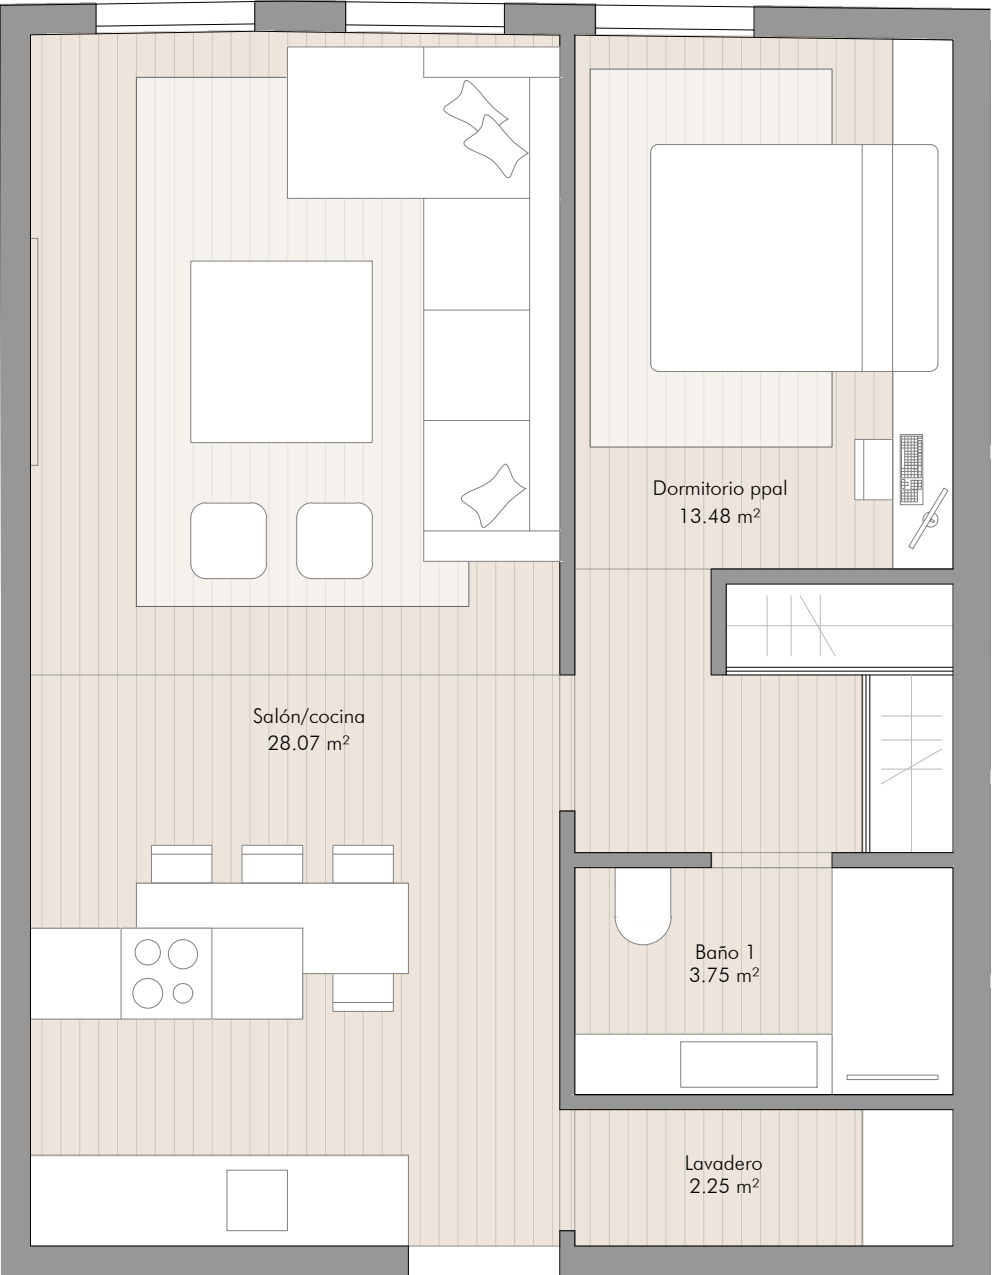 Dormitorio ppal
13.48 m²
Salón/cocina
28.07 m²
Baño 1
3.75 m²
Lavadero
2.25 m²